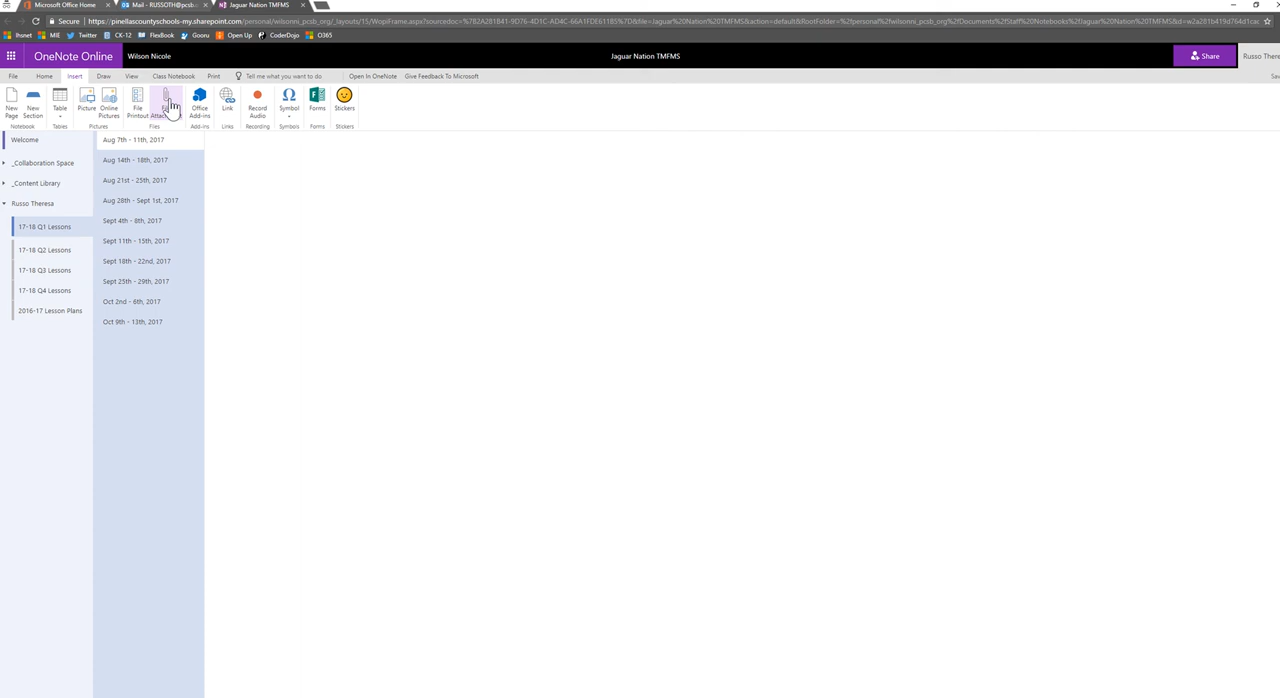 Microsoft Office Home
Mail - RUSSOTH@pcsb.o
Jaguar Nation TMFMS
Secure
lhsnet
MIE
Twitter
CK-12
FlexBook
Gooru
Open Up
CoderDojo
O365
OneNote Online
Wilson Nicole
Jaguar Nation TMFMS
Share
Russo There
File
Home
Insert
Draw
View
Class Notebook
Print
Tell me what you want to do
Open In OneNote
Give Feedback To Microsoft
New Page
New Section
Table
Picture
Online Pictures
File Printout
Office Add-ins
Link
Record Audio
Symbol
Forms
Stickers
Notebook
Tables
Pictures
Files
Add-ins
Links
Recording
Symbols
Forms
Stickers
Welcome
_Collaboration Space
_Content Library
Russo Theresa
17-18 Q1 Lessons
17-18 Q2 Lessons
17-18 Q3 Lessons
17-18 Q4 Lessons
2016-17 Lesson Plans
Aug 7th - 11th, 2017
Aug 14th - 18th, 2017
Aug 21st - 25th, 2017
Aug 28th - Sept 1st, 2017
Sept 4th - 8th, 2017
Sept 11th - 15th, 2017
Sept 18th - 22nd, 2017
Sept 25th - 29th, 2017
Oct 2nd - 6th, 2017
Oct 9th - 13th, 2017